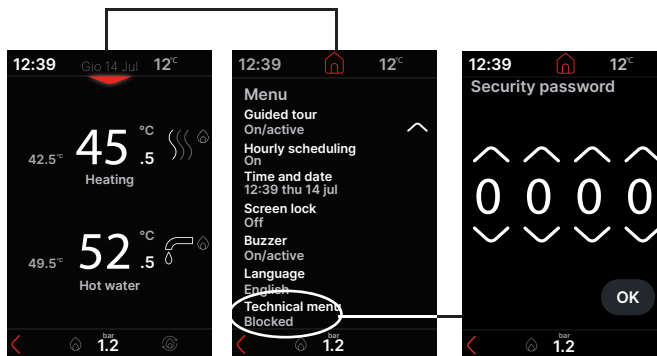 12:39 Gio 14 Jul 12°C
42.5°C 45.5 °C
Heating
49.5°C 52.5 °C
Hot water
bar
1.2
12:39 12°C
Menu
Guided tour
On/active
Hourly scheduling
On
Time and date
12:39 thu 14 jul
Screen lock
Off
Buzzer
On/active
Language
English
Technical menu
Blocked
bar
1.2
12:39 12°C
Security password
0 0 0 0
OK
bar
1.2